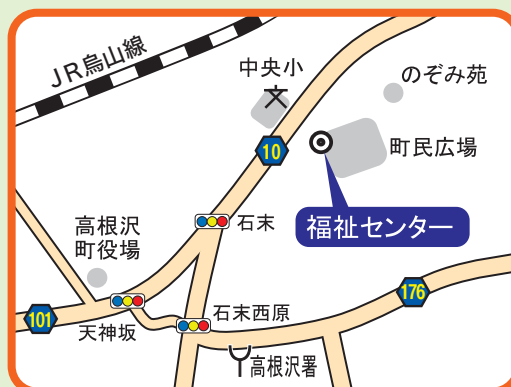 JR烏山線
中央小
のぞみ苑
10
町民広場
石末
福祉センター
高根沢
町役場
176
101
天神坂
石末西原
高根沢署